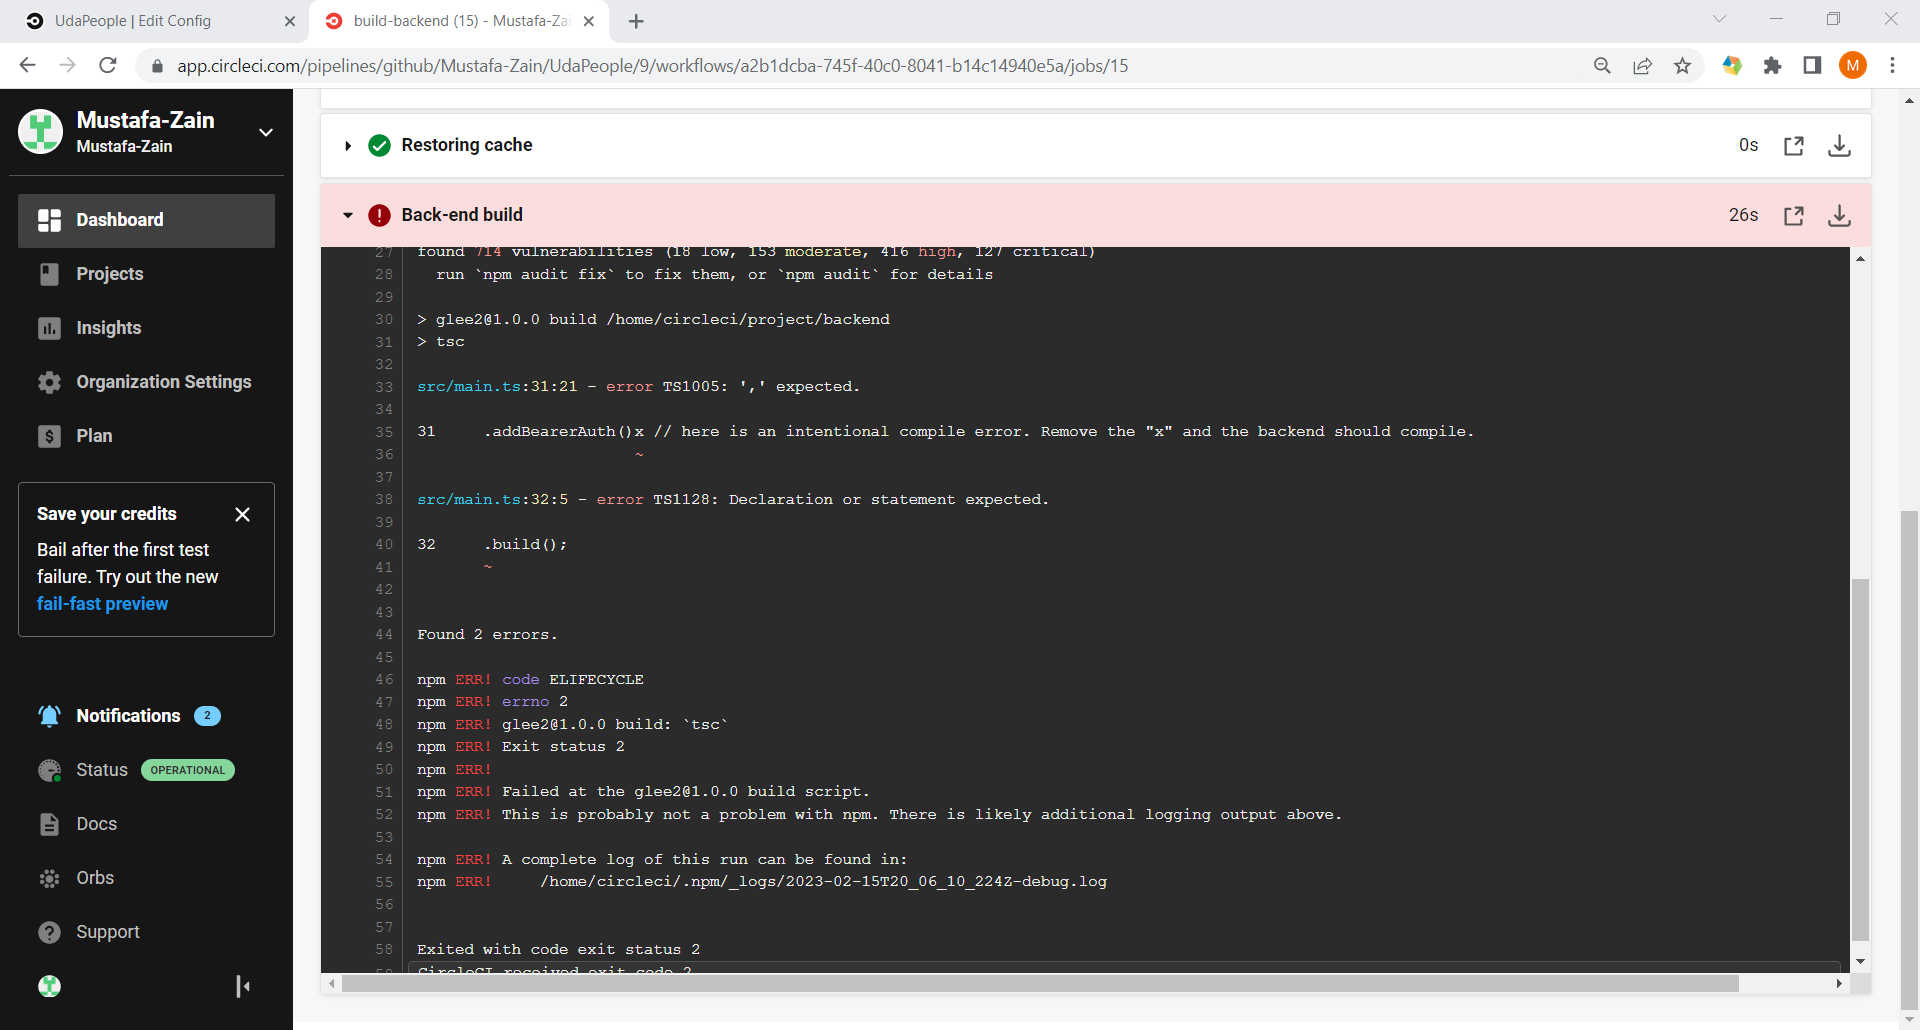 UdaPeople | Edit Config
build-backend (15) - Mustafa-Zai
app.circleci.com/pipelines/github/Mustafa-Zain/UdaPeople/9/workflows/a2b1dcba-745f-40c0-8041-b14c14940e5a/jobs/15
M
Mustafa-Zain
Mustafa-Zain
Dashboard
Projects
Insights
Organization Settings
Plan
Save your credits
Bail after the first test
failure. Try out the new
fail-fast preview
Notifications 2
Status OPERATIONAL
Docs
Orbs
Support
Restoring cache 0s
Back-end build 26s
27 found 714 vulnerabilities (18 low, 153 moderate, 416 high, 127 critical)
28 run `npm audit fix` to fix them, or `npm audit` for details
29
30 > glee2@1.0.0 build /home/circleci/project/backend
31 > tsc
32
33 src/main.ts:31:21 - error TS1005: ',' expected.
34
35 31 .addBearerAuth()x // here is an intentional compile error. Remove the "x" and the backend should compile.
36 ~
37
38 src/main.ts:32:5 - error TS1128: Declaration or statement expected.
39
40 32 .build();
41 ~
42
43
44 Found 2 errors.
45
46 npm ERR! code ELIFECYCLE
47 npm ERR! errno 2
48 npm ERR! glee2@1.0.0 build: `tsc`
49 npm ERR! Exit status 2
50 npm ERR!
51 npm ERR! Failed at the glee2@1.0.0 build script.
52 npm ERR! This is probably not a problem with npm. There is likely additional logging output above.
53
54 npm ERR! A complete log of this run can be found in:
55 npm ERR! /home/circleci/.npm/_logs/2023-02-15T20_06_10_224Z-debug.log
56
57
58 Exited with code exit status 2
59 CircleCI received exit code 2